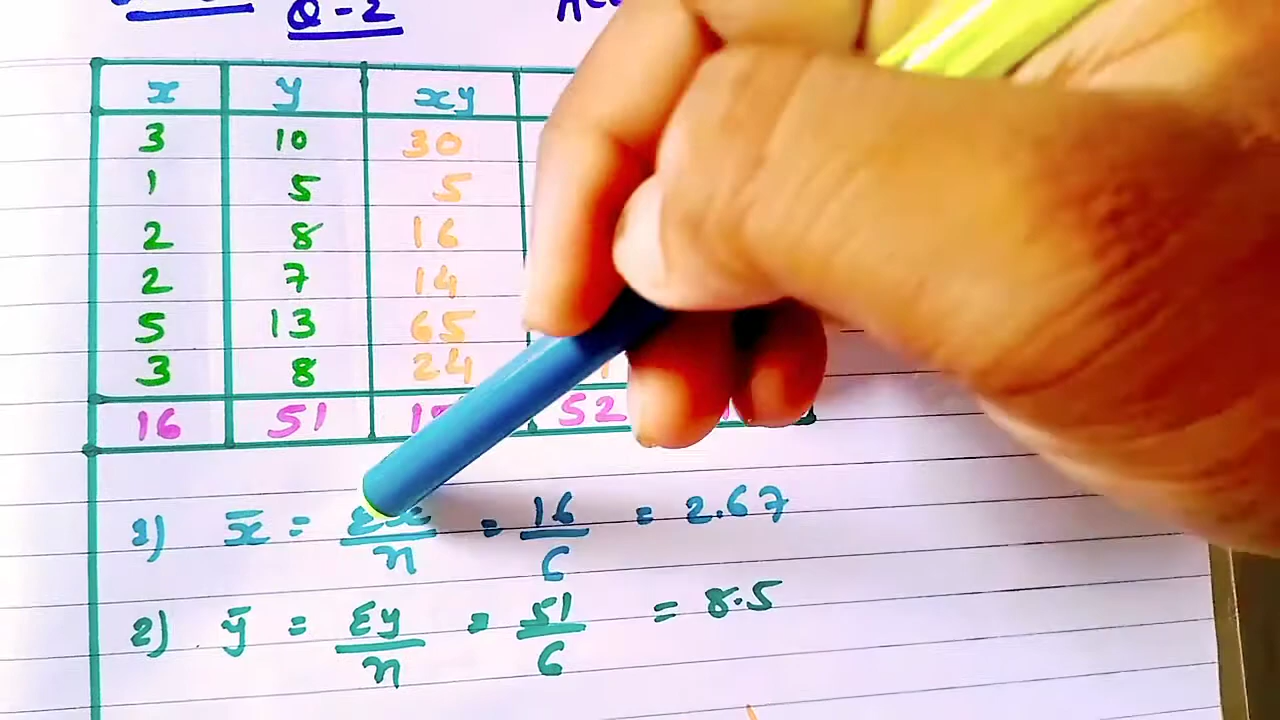 Q-2
x y xy
3 10 30
1 5 5
2 8 16
2 7 14
5 13 65
3 8 24
16 51 52
1) x̄ = Σx/n = 16/6 = 2.67
2) ȳ = Σy/n = 51/6 = 8.5